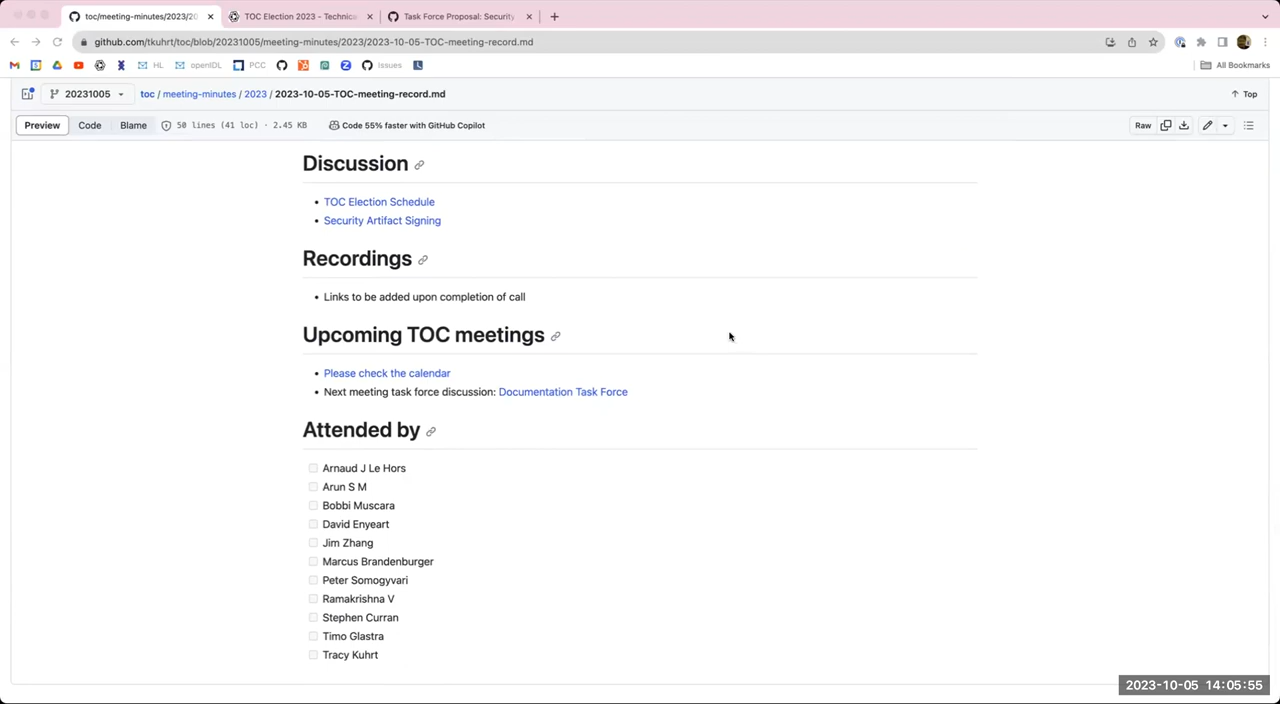 toc/meeting-minutes/2023/20
TOC Election 2023 - Technica
Task Force Proposal: Security
github.com/tkuhrt/toc/blob/20231005/meeting-minutes/2023/2023-10-05-TOC-meeting-record.md
HL
openIDL
PCC
Issues
All Bookmarks
20231005
toc / meeting-minutes / 2023 / 2023-10-05-TOC-meeting-record.md
Top
Preview
Code
Blame
50 lines (41 loc) · 2.45 KB
Code 55% faster with GitHub Copilot
Raw
Discussion
• TOC Election Schedule
• Security Artifact Signing
Recordings
• Links to be added upon completion of call
Upcoming TOC meetings
• Please check the calendar
• Next meeting task force discussion: Documentation Task Force
Attended by
Arnaud J Le Hors
Arun S M
Bobbi Muscara
David Enyeart
Jim Zhang
Marcus Brandenburger
Peter Somogyvari
Ramakrishna V
Stephen Curran
Timo Glastra
Tracy Kuhrt
2023-10-05 14:05:55